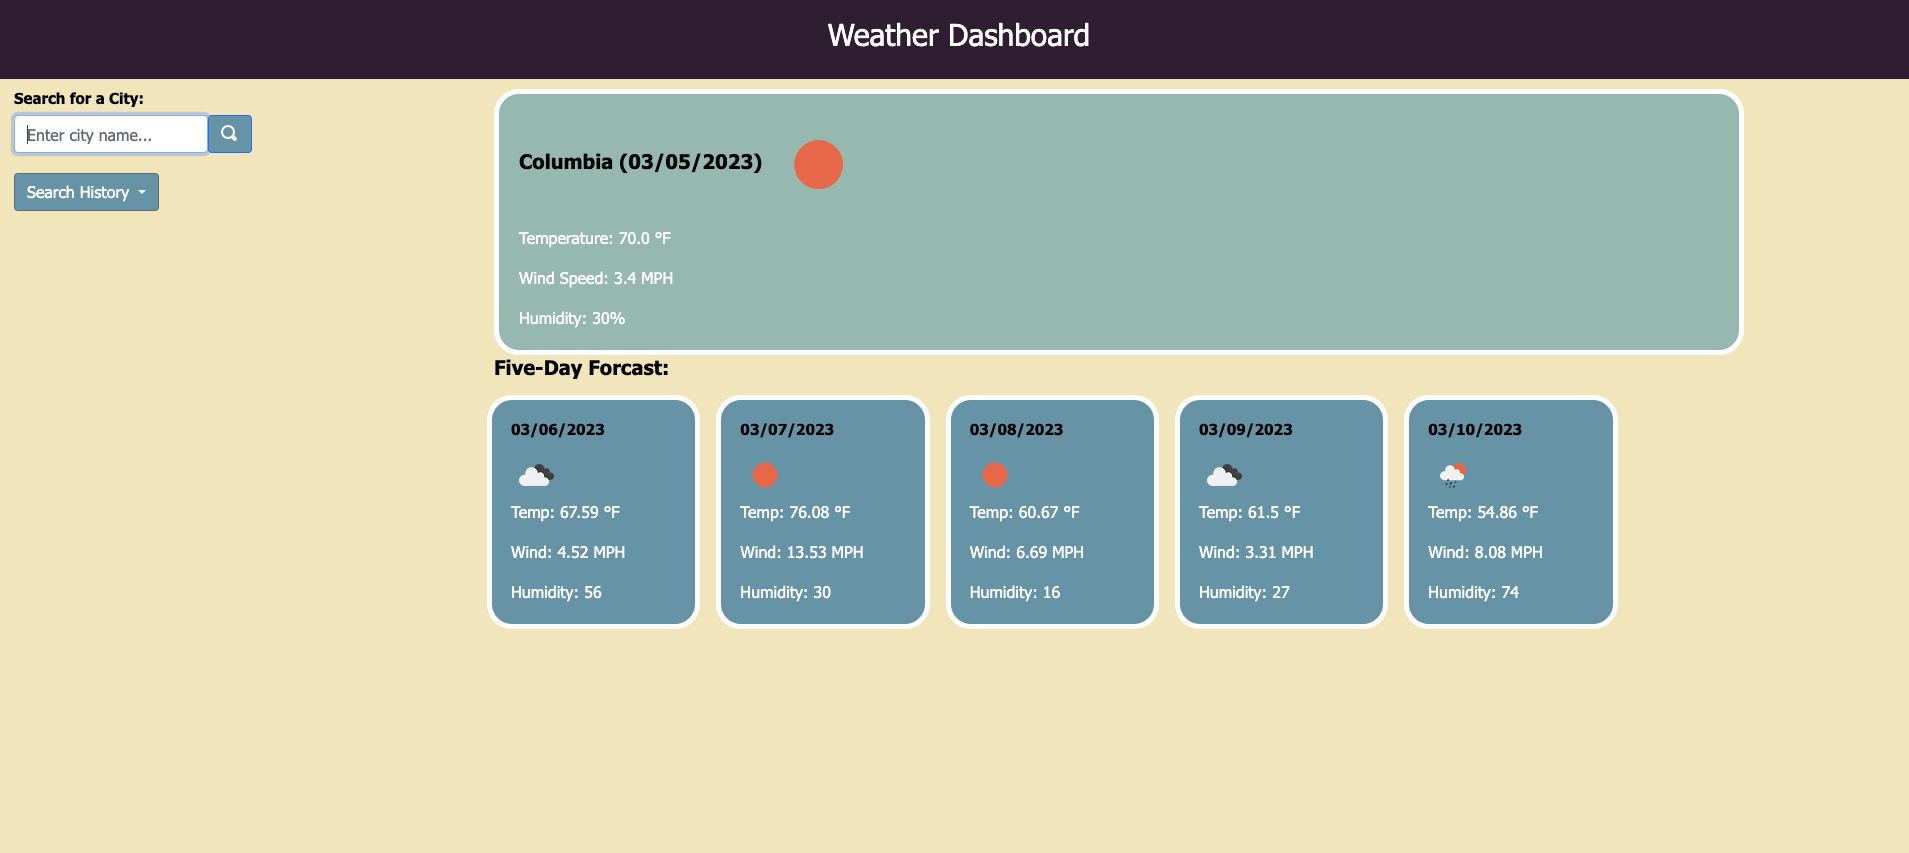 Weather Dashboard
Search for a City:
Enter city name...
Search History
Columbia (03/05/2023)
Temperature: 70.0 °F
Wind Speed: 3.4 MPH
Humidity: 30%
Five-Day Forcast:
03/06/2023
Temp: 67.59 °F
Wind: 4.52 MPH
Humidity: 56
03/07/2023
Temp: 76.08 °F
Wind: 13.53 MPH
Humidity: 30
03/08/2023
Temp: 60.67 °F
Wind: 6.69 MPH
Humidity: 16
03/09/2023
Temp: 61.5 °F
Wind: 3.31 MPH
Humidity: 27
03/10/2023
Temp: 54.86 °F
Wind: 8.08 MPH
Humidity: 74